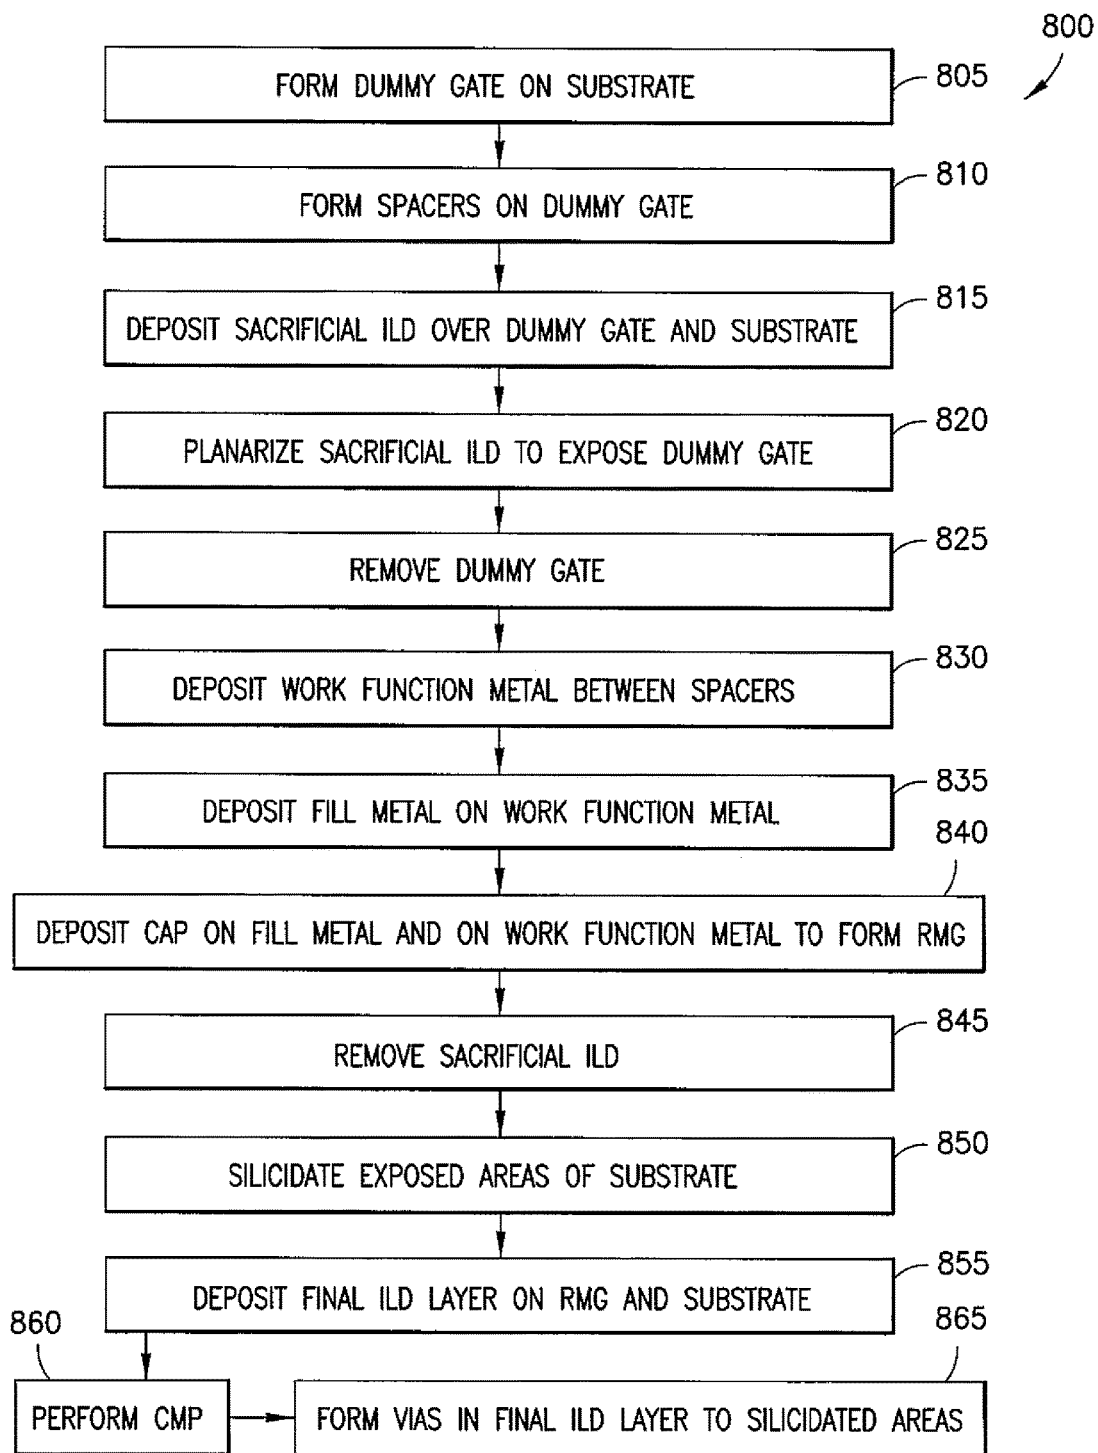 800
FORM DUMMY GATE ON SUBSTRATE
805
FORM SPACERS ON DUMMY GATE
810
DEPOSIT SACRIFICIAL ILD OVER DUMMY GATE AND SUBSTRATE
815
PLANARIZE SACRIFICIAL ILD TO EXPOSE DUMMY GATE
820
REMOVE DUMMY GATE
825
DEPOSIT WORK FUNCTION METAL BETWEEN SPACERS
830
DEPOSIT FILL METAL ON WORK FUNCTION METAL
835
DEPOSIT CAP ON FILL METAL AND ON WORK FUNCTION METAL TO FORM RMG
840
REMOVE SACRIFICIAL ILD
845
SILICIDATE EXPOSED AREAS OF SUBSTRATE
850
DEPOSIT FINAL ILD LAYER ON RMG AND SUBSTRATE
855
860
PERFORM CMP
865
FORM VIAS IN FINAL ILD LAYER TO SILICIDATED AREAS